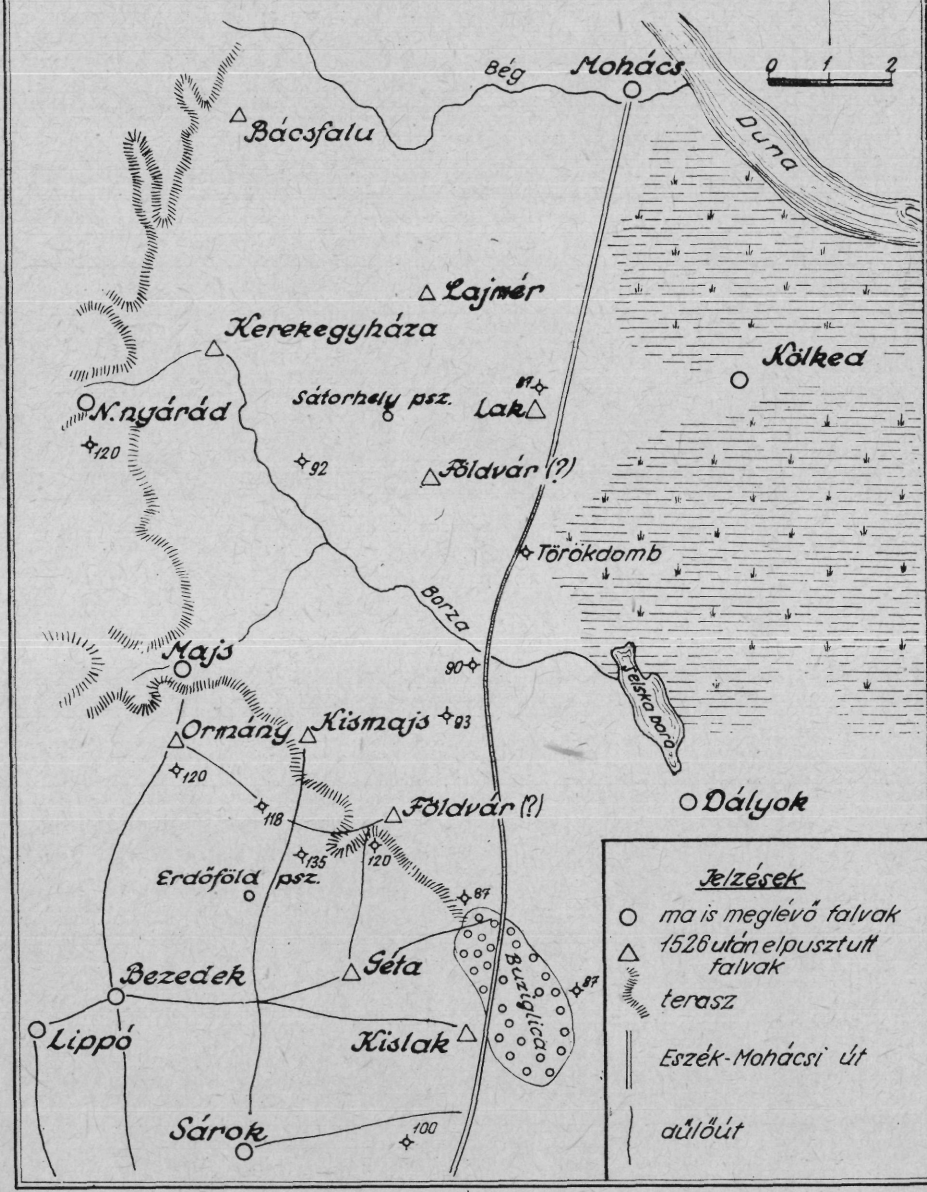 0 1 2
Bég
Mohács
Duna
Bácsfalu
Lajmér
Kerekegyháza
Kölked
87
N.nyárád
Sátorhely psz.
Lak
120
92
Földvár (?)
Törökdomb
Borza
Majs
90
Jelska bara
Ormány
Kismajs
93
120
118
Földvár (?)
Dályok
135
120
Erdőföld psz.
87
Bezedek
Géta
Buziglica
87
Lippó
Kislak
Sárok
100
Jelzések
ma is meglévő falvak
1526 után elpusztult
falvak
terasz
Eszék-Mohácsi út
dűlőút